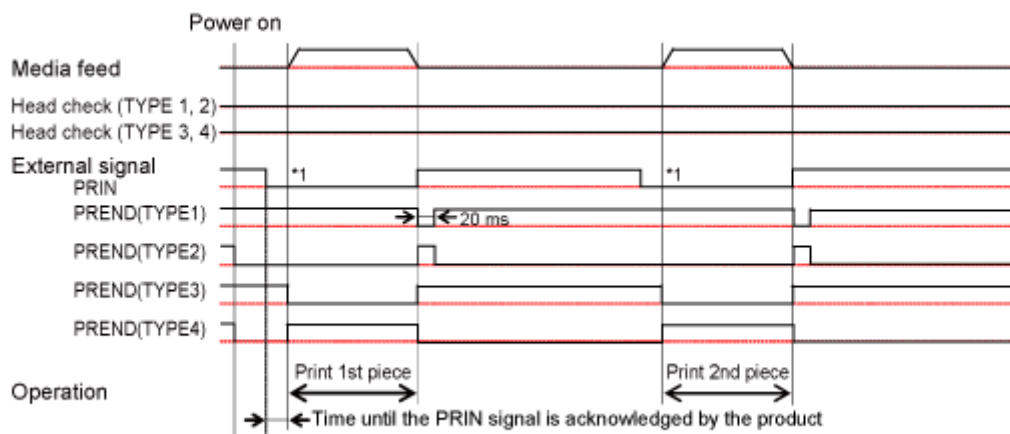 Power on
Media feed
Head check (TYPE 1, 2)
Head check (TYPE 3, 4)
External signal
PRIN
*1
*1
PREND(TYPE1)
20 ms
PREND(TYPE2)
PREND(TYPE3)
PREND(TYPE4)
Print 1st piece
Print 2nd piece
Operation
Time until the PRIN signal is acknowledged by the product